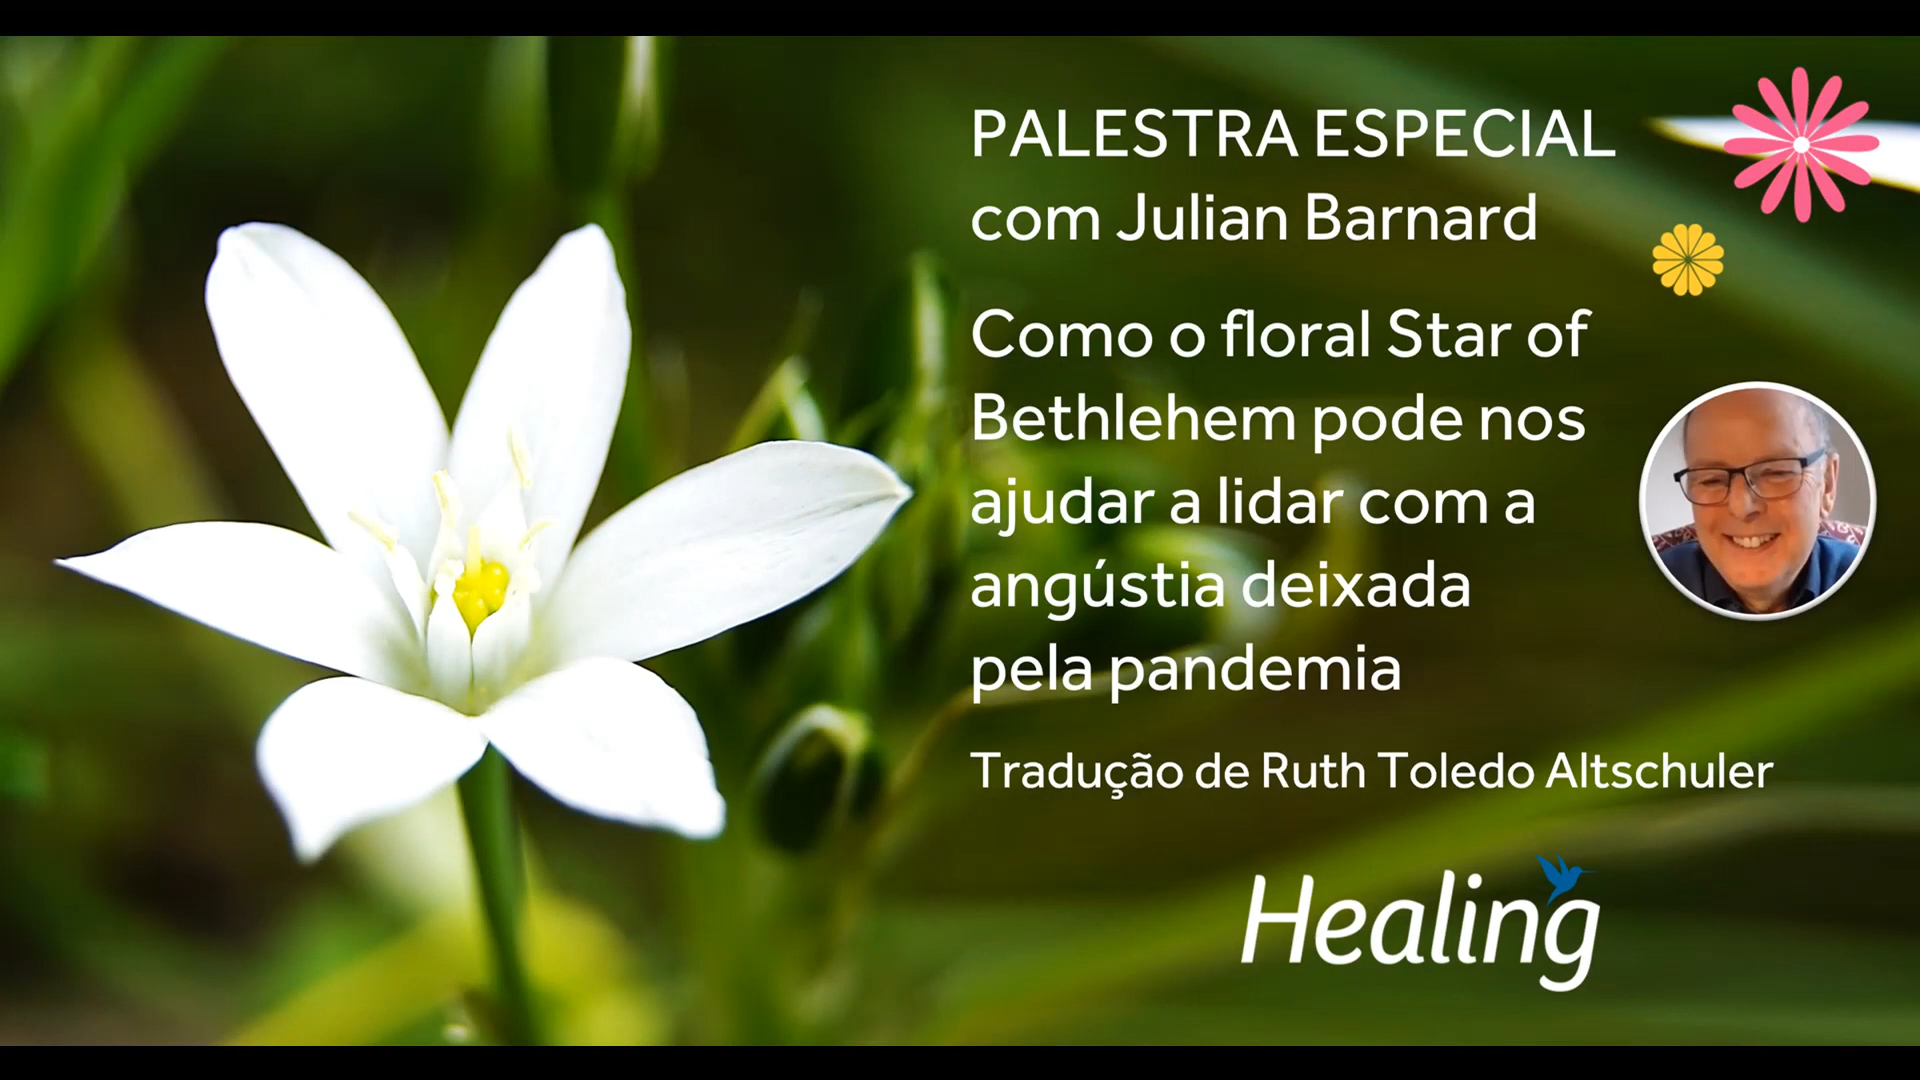 PALESTRA ESPECIAL
com Julian Barnard
Como o floral Star of
Bethlehem pode nos
ajudar a lidar com a
angústia deixada
pela pandemia
Tradução de Ruth Toledo Altschuler
Healing